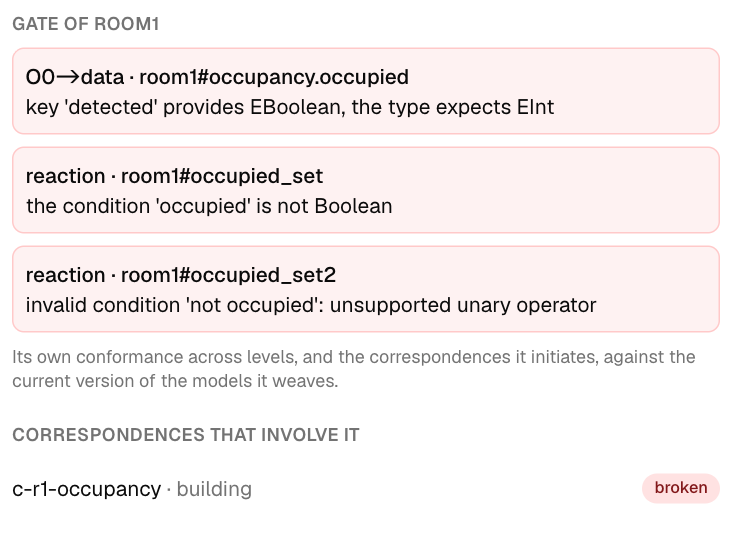 GATE OF ROOM1
O0→data · room1#occupancy.occupied
key 'detected' provides EBoolean, the type expects EInt
reaction · room1#occupied_set
the condition 'occupied' is not Boolean
reaction · room1#occupied_set2
invalid condition 'not occupied': unsupported unary operator
Its own conformance across levels, and the correspondences it initiates, against the
current version of the models it weaves.
CORRESPONDENCES THAT INVOLVE IT
c-r1-occupancy · building
broken